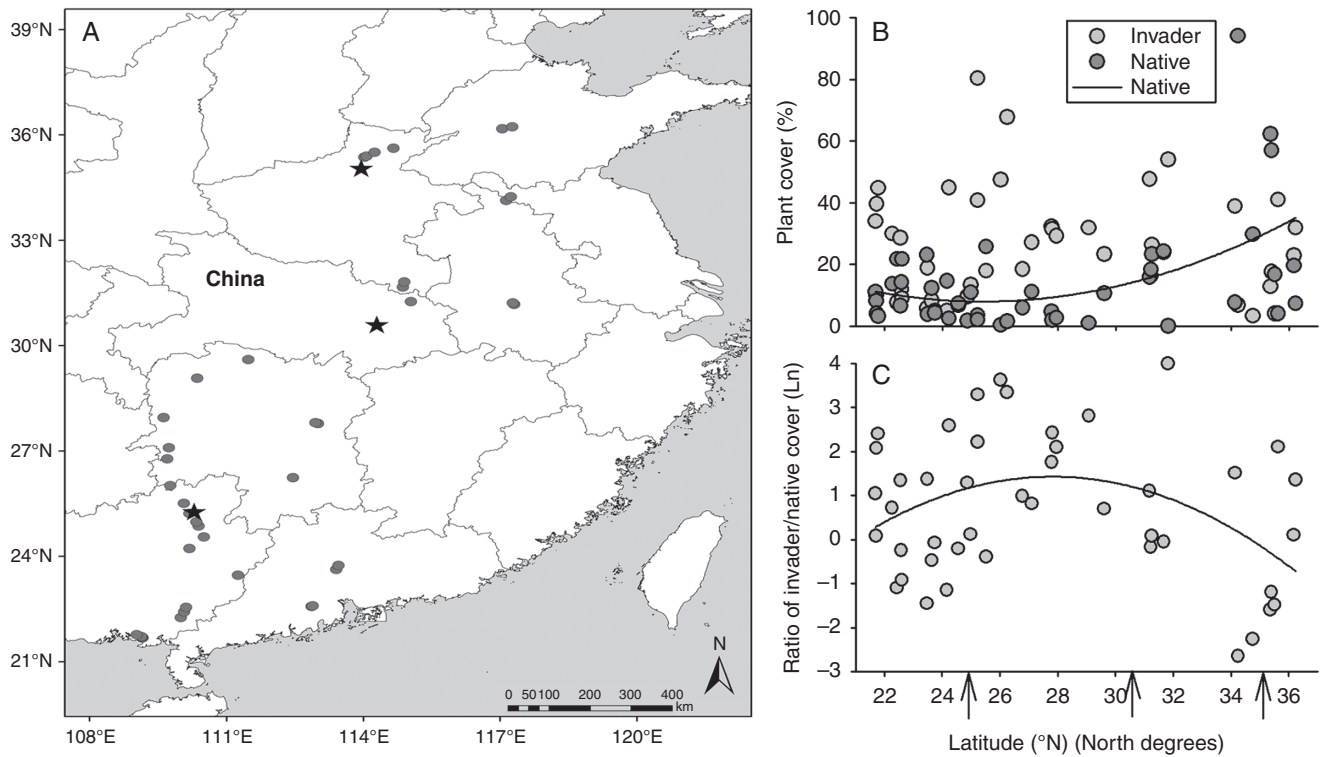 A
39°N
36°N
33°N
30°N
27°N
24°N
21°N
China
N
0 50 100 200 300 400
km
108°E 111°E 114°E 117°E 120°E
B
Invader
Native
Native
Plant cover (%)
100
80
60
40
20
0
C
Ratio of invader/native cover (Ln)
4
3
2
1
0
–1
–2
–3
22 24 26 28 30 32 34 36
Latitude (°N) (North degrees)